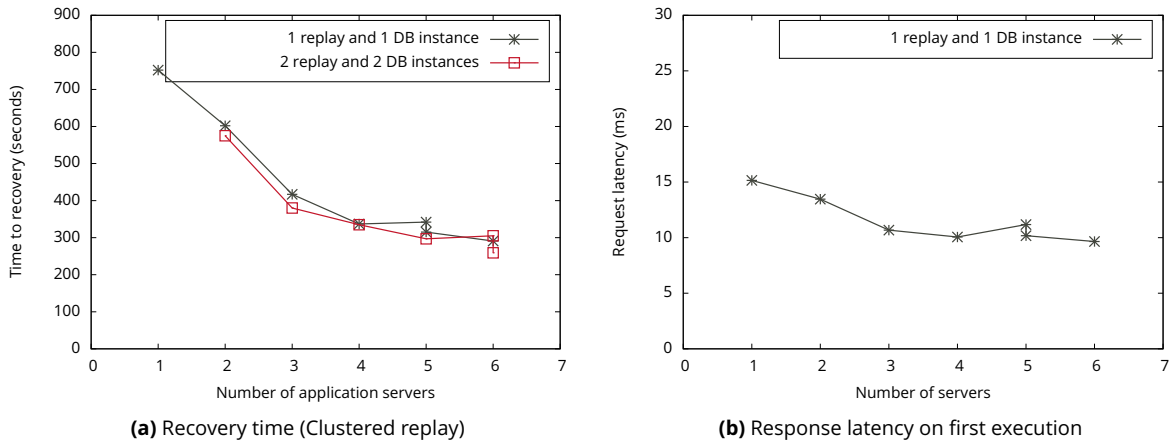 900
800
700
600
500
400
300
200
100
0
Time to recovery (seconds)
1 replay and 1 DB instance
2 replay and 2 DB instances
0 1 2 3 4 5 6 7
Number of application servers
(a) Recovery time (Clustered replay)
30
25
20
15
10
5
0
Request latency (ms)
1 replay and 1 DB instance
0 1 2 3 4 5 6 7
Number of servers
(b) Response latency on first execution